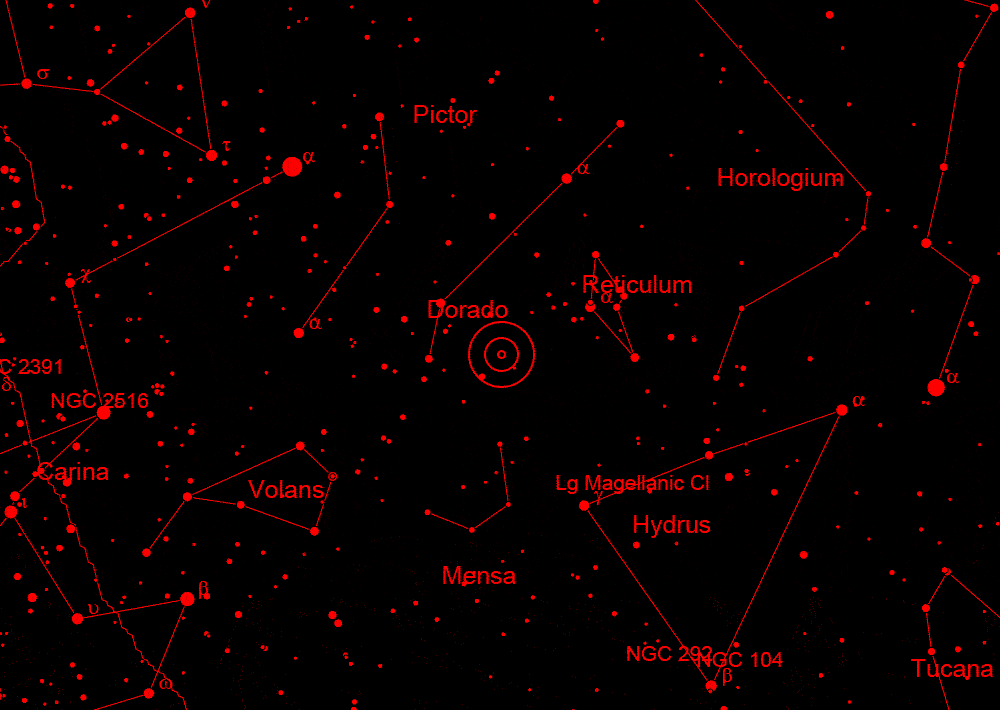 ν
σ
Pictor
τ
α
α
Horologium
χ
Reticulum
α
Dorado
α
C 2391
δ
α
NGC 2516
α
Carina
Volans
Lg Magellanic Cl
γ
ι
Hydrus
Mensa
β
υ
NGC 292
NGC 104
Tucana
β
ω